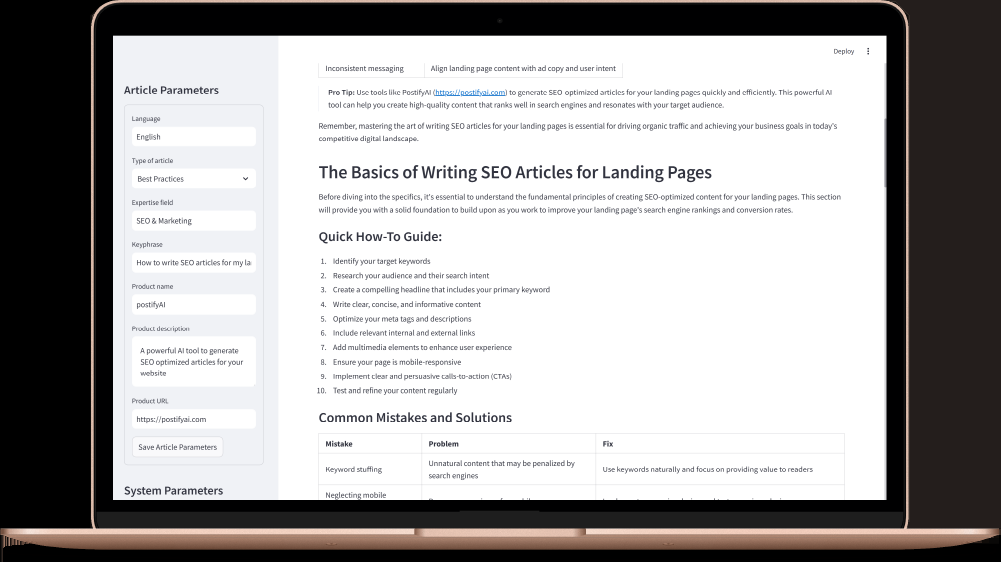 Deploy
Article Parameters
Language
English
Type of article
Best Practices
Expertise field
SEO & Marketing
Keyphrase
How to write SEO articles for my la
Product name
postifyAI
Product description
A powerful AI tool to generate
SEO optimized articles for your
website
Product URL
https://postifyai.com
Save Article Parameters
System Parameters
Inconsistent messaging Align landing page content with ad copy and user intent
Pro Tip: Use tools like PostifyAI (https://postifyai.com) to generate SEO-optimized articles for your landing pages quickly and efficiently. This powerful AI
tool can help you create high-quality content that ranks well in search engines and resonates with your target audience.
Remember, mastering the art of writing SEO articles for your landing pages is essential for driving organic traffic and achieving your business goals in today's
competitive digital landscape.
The Basics of Writing SEO Articles for Landing Pages
Before diving into the specifics, it's essential to understand the fundamental principles of creating SEO-optimized content for your landing pages. This section
will provide you with a solid foundation to build upon as you work to improve your landing page's search engine rankings and conversion rates.
Quick How-To Guide:
1. Identify your target keywords
2. Research your audience and their search intent
3. Create a compelling headline that includes your primary keyword
4. Write clear, concise, and informative content
5. Optimize your meta tags and descriptions
6. Include relevant internal and external links
7. Add multimedia elements to enhance user experience
8. Ensure your page is mobile-responsive
9. Implement clear and persuasive calls-to-action (CTAs)
10. Test and refine your content regularly
Common Mistakes and Solutions
Mistake Problem Fix
Keyword stuffing Unnatural content that may be penalized by
search engines Use keywords naturally and focus on providing value to readers
Neglecting mobile